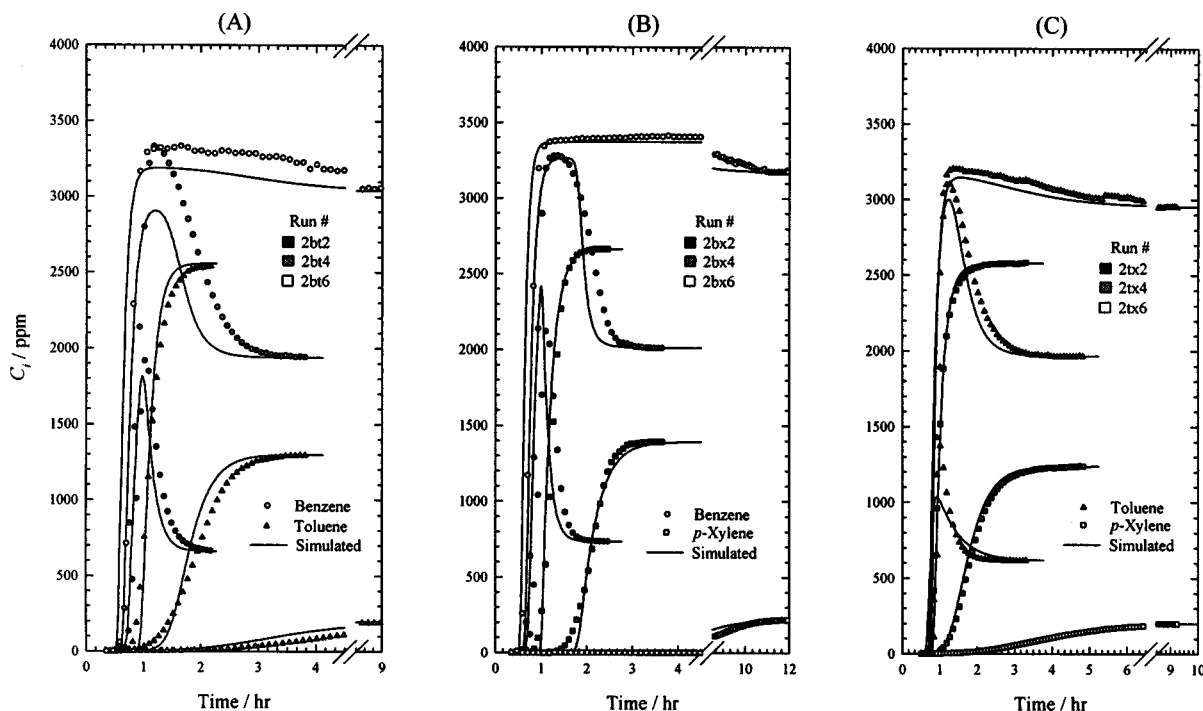 (A)
(B)
(C)
C_i / ppm
4000
3500
3000
2500
2000
1500
1000
500
0
Run #
2bt2
2bt4
2bt6
Benzene
Toluene
Simulated
0 1 2 3 4 9
Time / hr
4000
3500
3000
2500
2000
1500
1000
500
0
Run #
2bx2
2bx4
2bx6
Benzene
p-Xylene
Simulated
0 1 2 3 4 10 12
Time / hr
4000
3500
3000
2500
2000
1500
1000
500
0
Run #
2tx2
2tx4
2tx6
Toluene
p-Xylene
Simulated
0 1 2 3 4 5 6 7 8 9 10
Time / hr